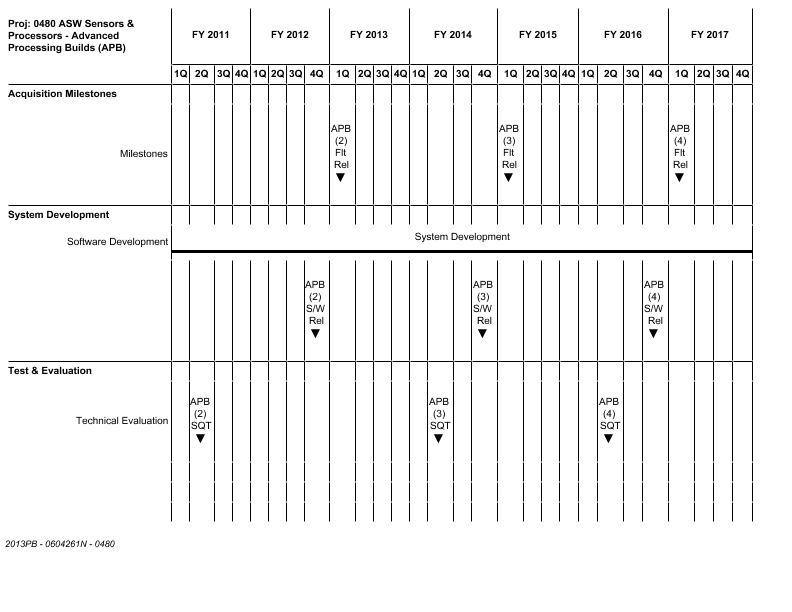 Proj: 0480 ASW Sensors &
Processors - Advanced
Processing Builds (APB)
FY 2011 FY 2012 FY 2013 FY 2014 FY 2015 FY 2016 FY 2017
1Q 2Q 3Q 4Q 1Q 2Q 3Q 4Q 1Q 2Q 3Q 4Q 1Q 2Q 3Q 4Q 1Q 2Q 3Q 4Q 1Q 2Q 3Q 4Q 1Q 2Q 3Q 4Q
Acquisition Milestones
Milestones
APB
(2)
Flt
Rel
APB
(3)
Flt
Rel
APB
(4)
Flt
Rel
System Development
Software Development
System Development
APB
(2)
S/W
Rel
APB
(3)
S/W
Rel
APB
(4)
S/W
Rel
Test & Evaluation
Technical Evaluation
APB
(2)
SQT
APB
(3)
SQT
APB
(4)
SQT
2013PB - 0604261N - 0480